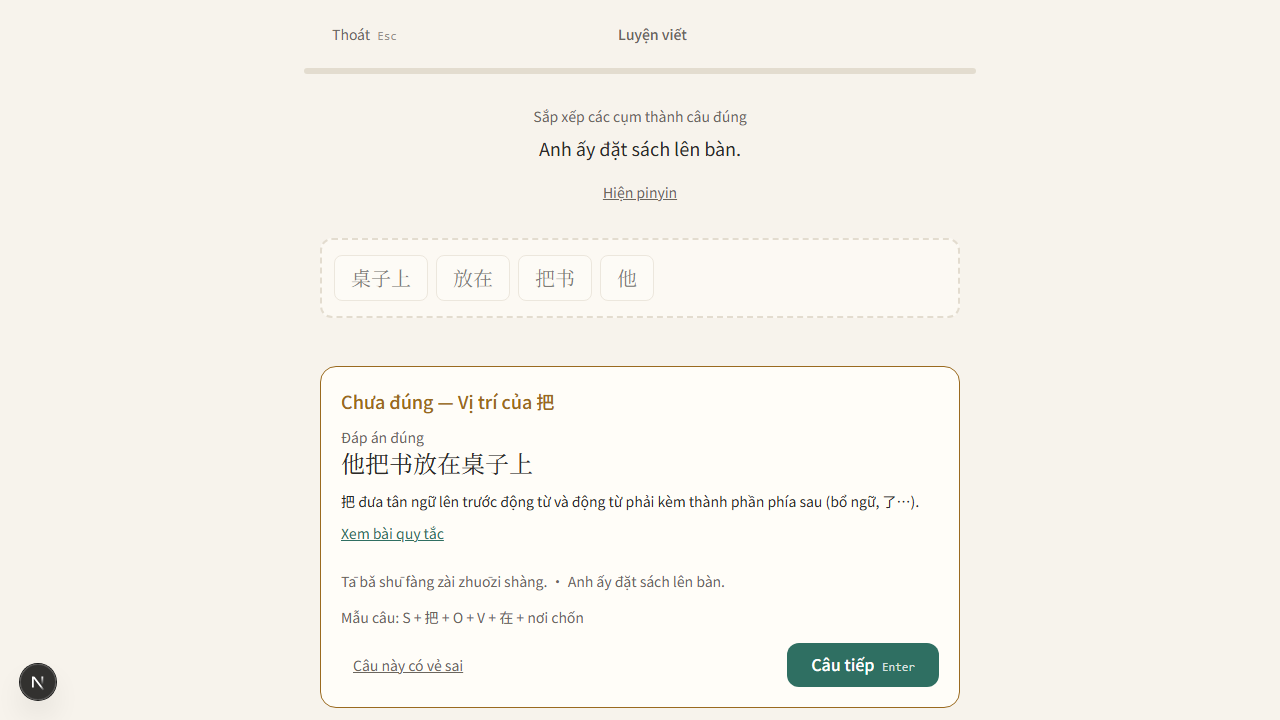 Thoát Esc
Luyện viết
Sắp xếp các cụm thành câu đúng
Anh ấy đặt sách lên bàn.
Hiện pinyin
桌子上 放在 把书 他
Chưa đúng — Vị trí của 把
Đáp án đúng
他把书放在桌子上
把 đưa tân ngữ lên trước động từ và động từ phải kèm thành phần phía sau (bổ ngữ, 了…).
Xem bài quy tắc
Tā bǎ shū fàng zài zhuōzi shàng. · Anh ấy đặt sách lên bàn.
Mẫu câu: S + 把 + O + V + 在 + nơi chốn
Câu này có vẻ sai
Câu tiếp Enter
N